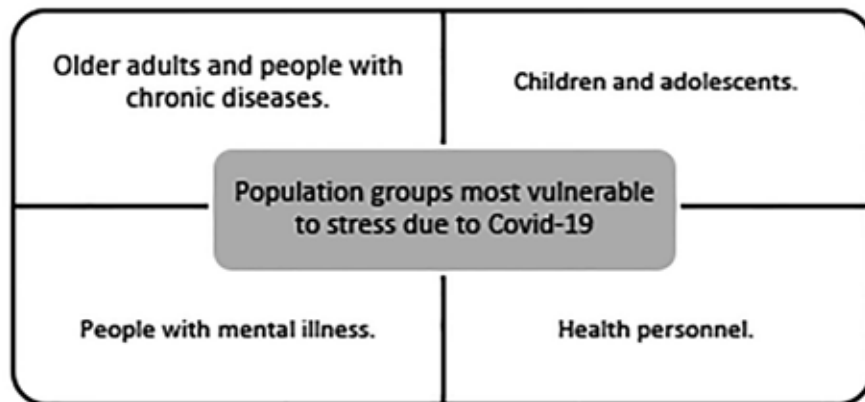 Older adults and people with
chronic diseases.
Children and adolescents.
Population groups most vulnerable
to stress due to Covid-19
People with mental illness.
Health personnel.